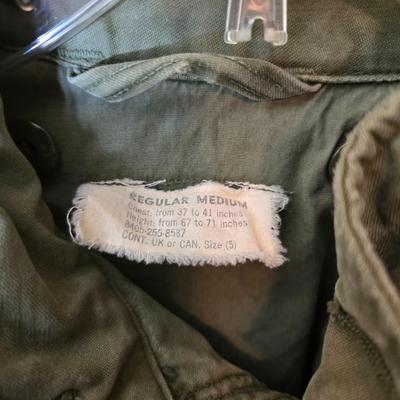 REGULAR MEDIUM
Chest: from 37 to 41 inches
Height: from 67 to 71 inches
8405-255-8587
CONT. UK or CAN. Size (5)